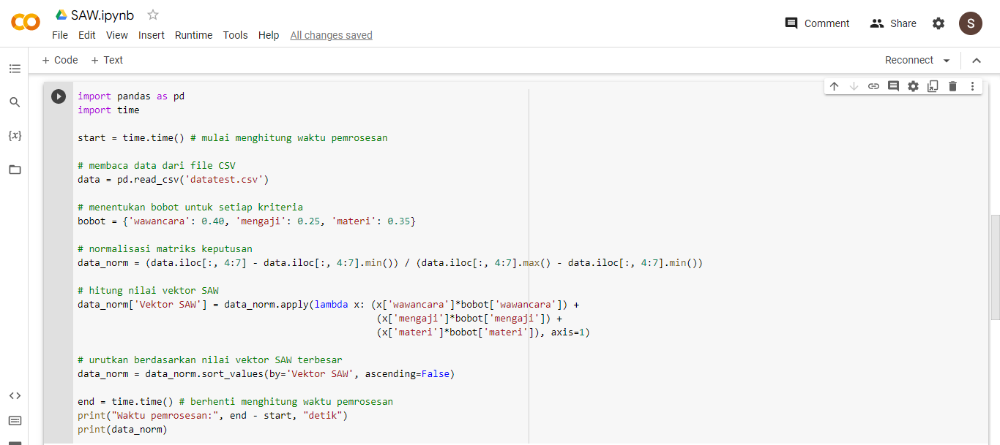 SAW.ipynb
File Edit View Insert Runtime Tools Help All changes saved
Comment Share S
+ Code + Text
Reconnect
{x}
import pandas as pd
import time
start = time.time() # mulai menghitung waktu pemrosesan
# membaca data dari file CSV
data = pd.read_csv('datatest.csv')
# menentukan bobot untuk setiap kriteria
bobot = {'wawancara': 0.40, 'mengaji': 0.25, 'materi': 0.35}
# normalisasi matriks keputusan
data_norm = (data.iloc[:, 4:7] - data.iloc[:, 4:7].min()) / (data.iloc[:, 4:7].max() - data.iloc[:, 4:7].min())
# hitung nilai vektor SAW
data_norm['Vektor SAW'] = data_norm.apply(lambda x: (x['wawancara']*bobot['wawancara']) +
(x['mengaji']*bobot['mengaji']) +
(x['materi']*bobot['materi']), axis=1)
# urutkan berdasarkan nilai vektor SAW terbesar
data_norm = data_norm.sort_values(by='Vektor SAW', ascending=False)
end = time.time() # berhenti menghitung waktu pemrosesan
print("Waktu pemrosesan:", end - start, "detik")
print(data_norm)